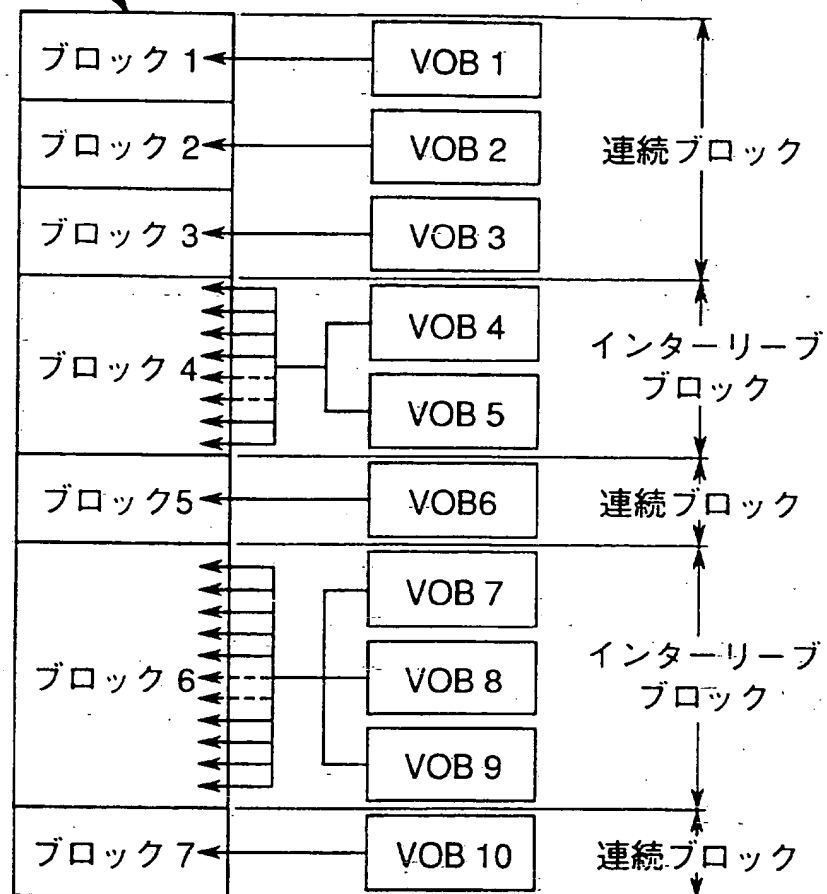 ブロック 1
VOB 1
ブロック 2
VOB 2
連続ブロック
ブロック 3
VOB 3
VOB 4
ブロック 4
インターリーブ
ブロック
VOB 5
ブロック5
VOB6
連続ブロック
VOB 7
ブロック 6
VOB 8
インターリーブ
ブロック
VOB 9
ブロック 7
VOB 10
連続ブロック